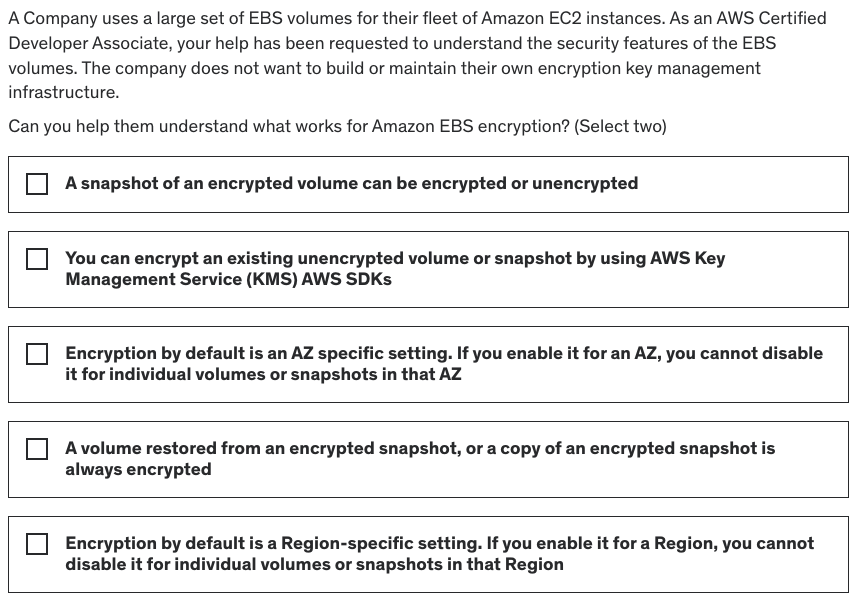 A Company uses a large set of EBS volumes for their fleet of Amazon EC2 instances. As an AWS Certified
Developer Associate, your help has been requested to understand the security features of the EBS
volumes. The company does not want to build or maintain their own encryption key management
infrastructure.
Can you help them understand what works for Amazon EBS encryption? (Select two)
A snapshot of an encrypted volume can be encrypted or unencrypted
You can encrypt an existing unencrypted volume or snapshot by using AWS Key
Management Service (KMS) AWS SDKs
Encryption by default is an AZ specific setting. If you enable it for an AZ, you cannot disable
it for individual volumes or snapshots in that AZ
A volume restored from an encrypted snapshot, or a copy of an encrypted snapshot is
always encrypted
Encryption by default is a Region-specific setting. If you enable it for a Region, you cannot
disable it for individual volumes or snapshots in that Region